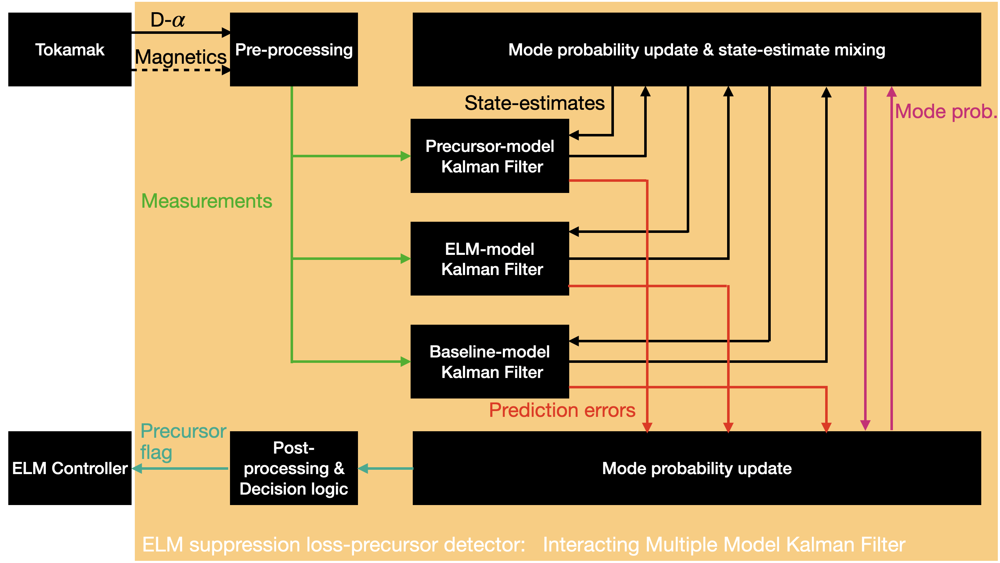 D-α
Tokamak
Magnetics
Pre-processing
Mode probability update & state-estimate mixing
State-estimates
Mode prob.
Precursor-model
Kalman Filter
Measurements
ELM-model
Kalman Filter
Baseline-model
Kalman Filter
Prediction errors
Precursor
flag
ELM Controller
Post-
processing &
Decision logic
Mode probability update
ELM suppression loss-precursor detector: Interacting Multiple Model Kalman Filter